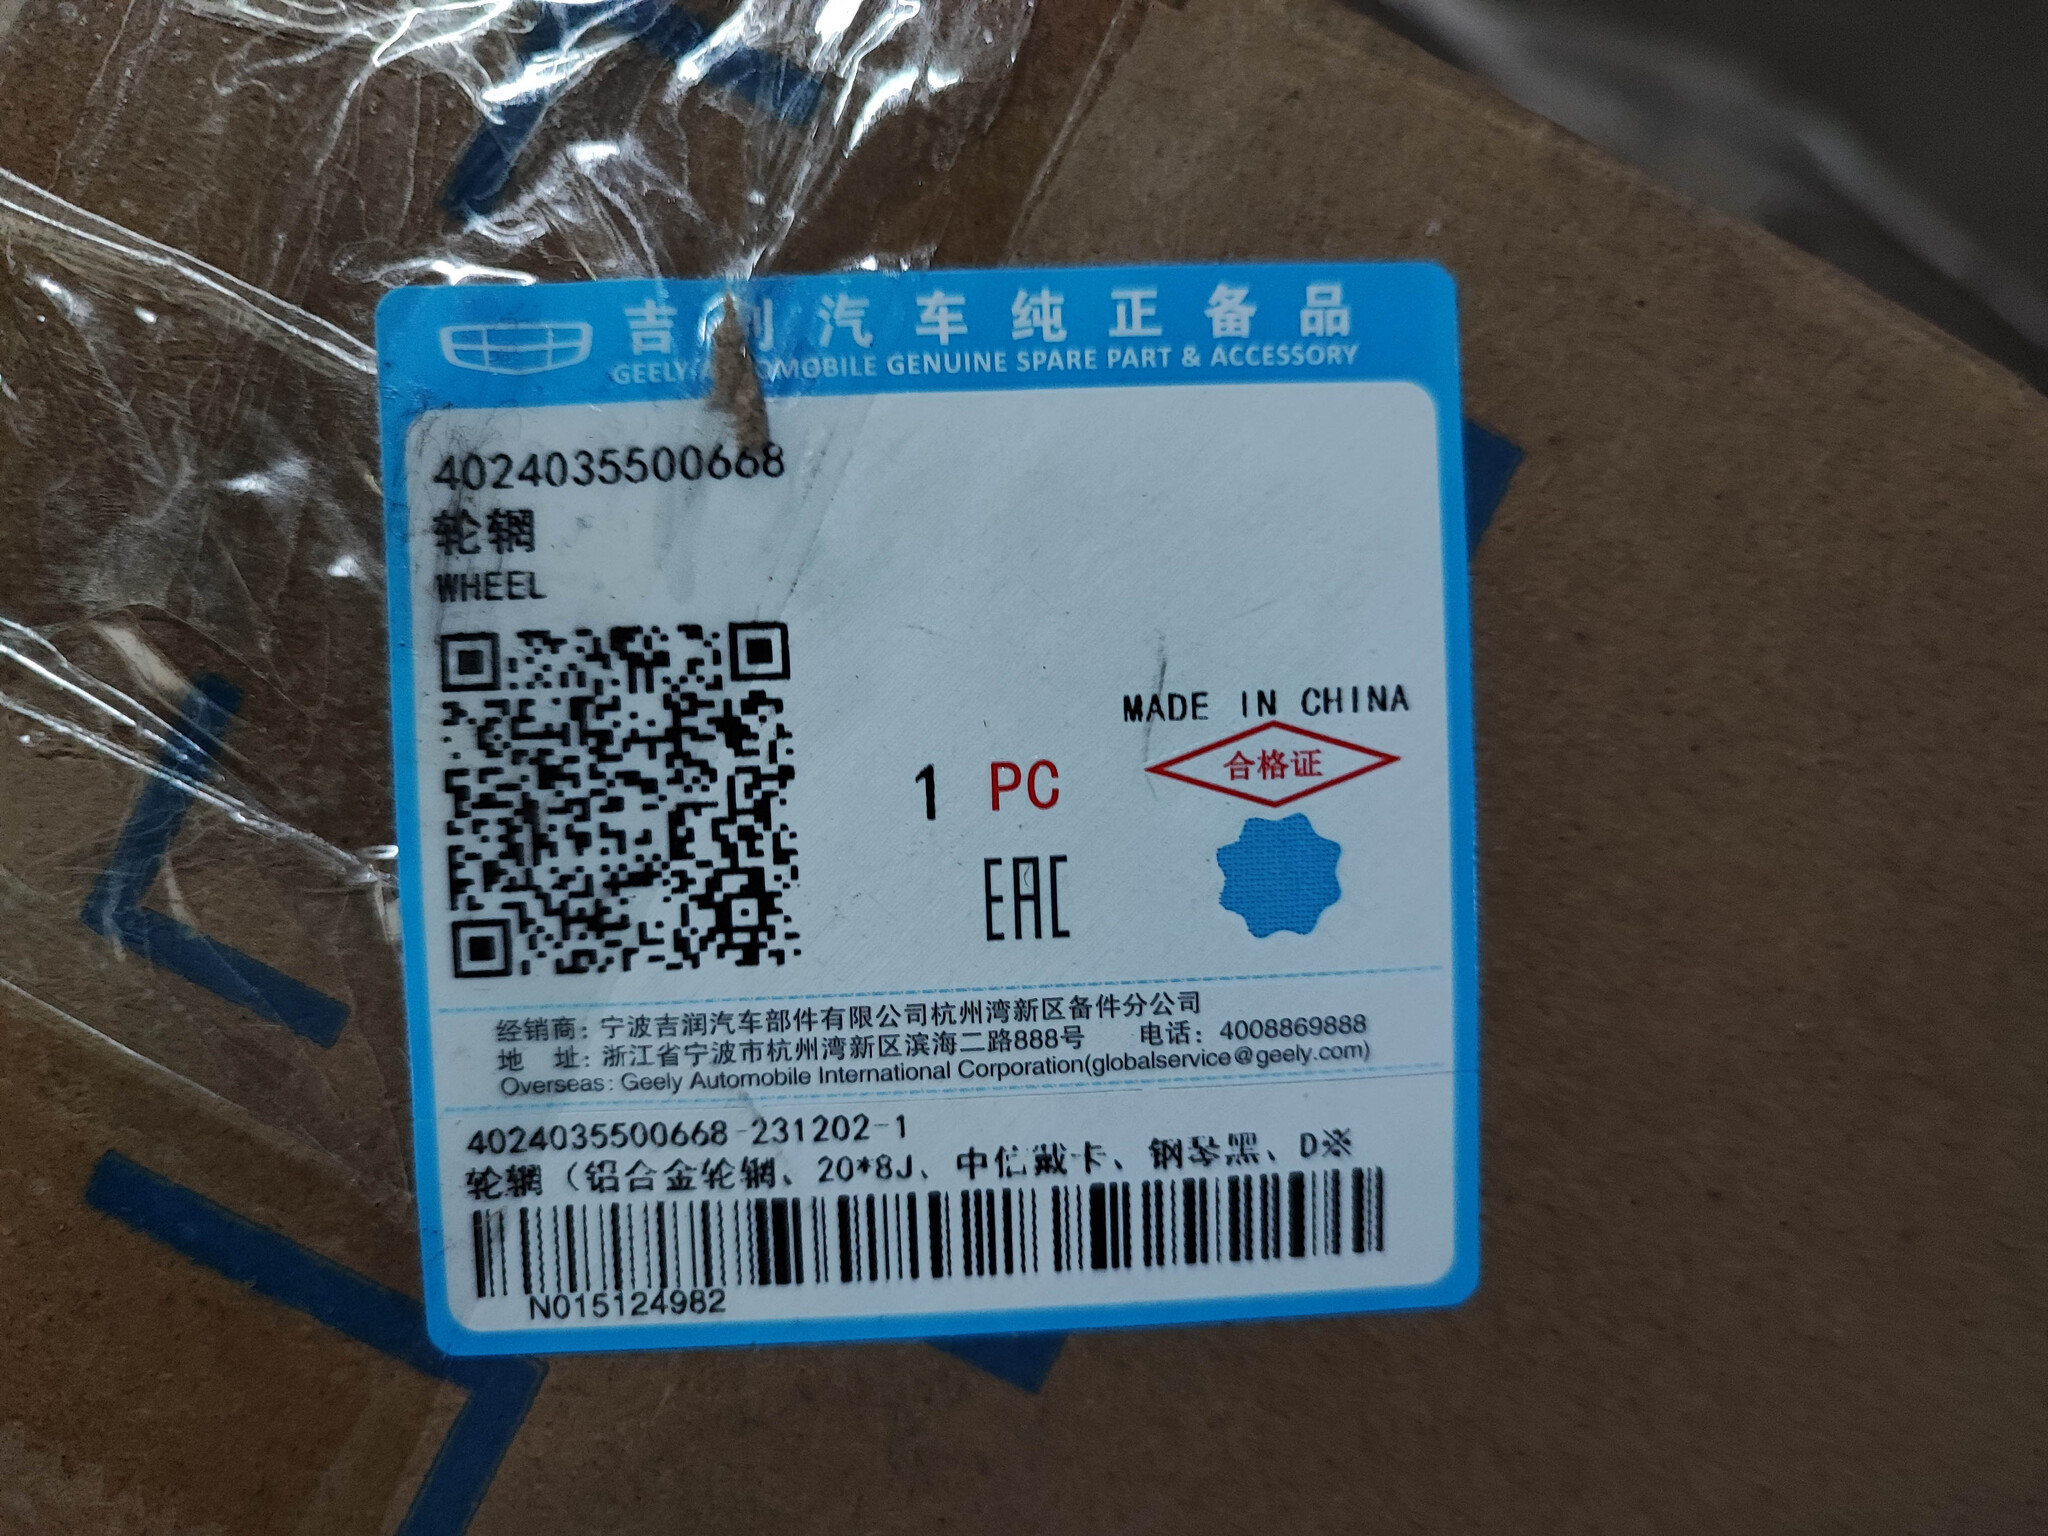 吉利汽车纯正备品
GEELY AUTOMOBILE GENUINE SPARE PART & ACCESSORY
4024035500668
轮辋
WHEEL
MADE IN CHINA
合格证
1 PC
EAC
经销商：宁波吉润汽车部件有限公司杭州湾新区备件分公司
地 址：浙江省宁波市杭州湾新区滨海二路888号 电话：4008869888
Overseas: Geely Automobile International Corporation(globalservice@geely.com)
4024035500668-231202-1
轮辋（铝合金轮辋、20*8J、中信戴卡、钢琴黑、D※
N015124982